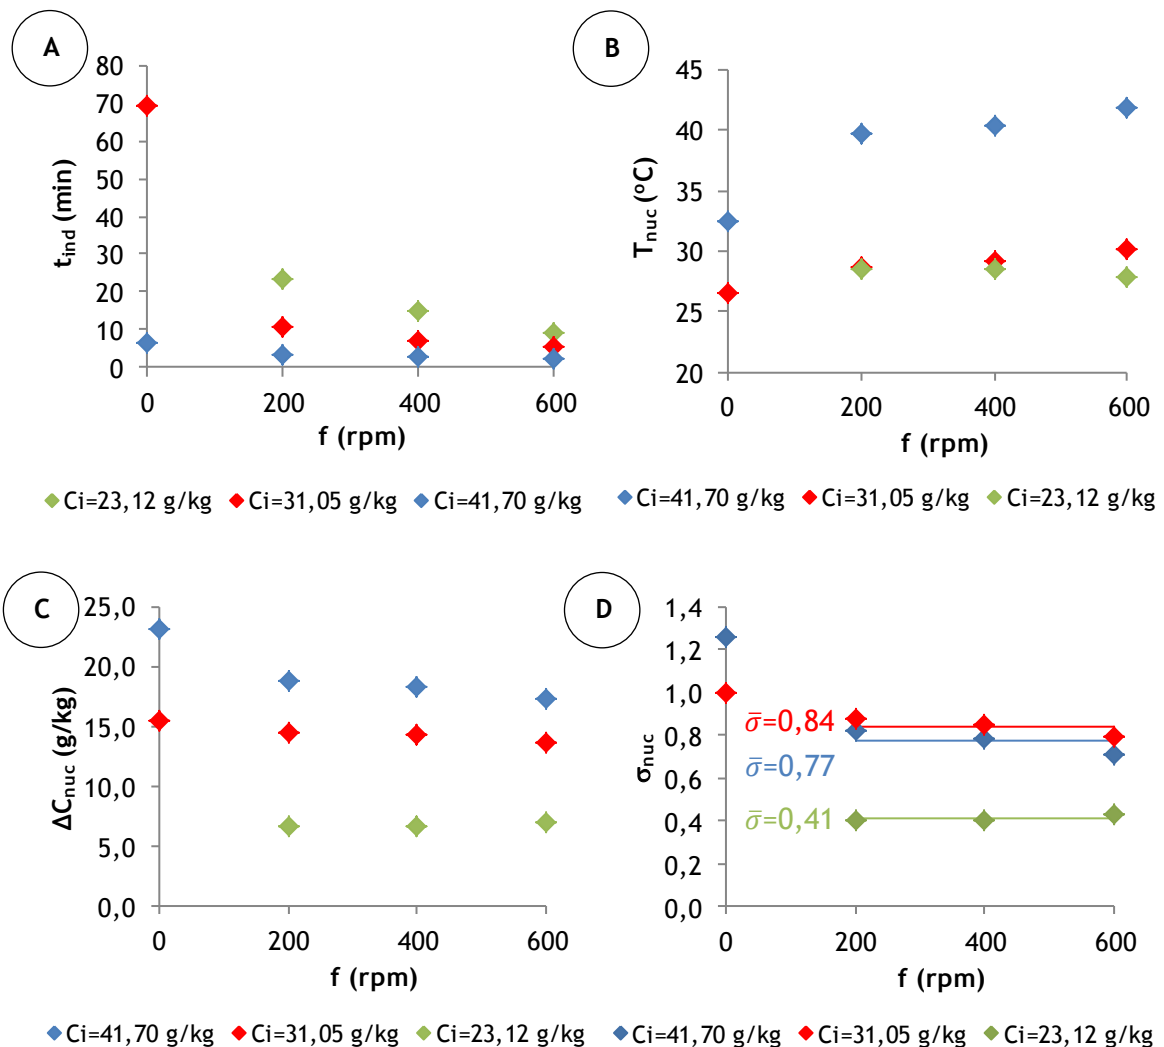 A
80
70
60
50
40
30
20
10
0
t_ind (min)
0 200 400 600
f (rpm)
Ci=23,12 g/kg Ci=31,05 g/kg Ci=41,70 g/kg
B
45
40
35
30
25
20
T_nuc (ºC)
0 200 400 600
f (rpm)
Ci=41,70 g/kg Ci=31,05 g/kg Ci=23,12 g/kg
C
25,0
20,0
15,0
10,0
5,0
0,0
ΔC_nuc (g/kg)
0 200 400 600
f (rpm)
Ci=41,70 g/kg Ci=31,05 g/kg Ci=23,12 g/kg
D
1,4
1,2
1,0
0,8
0,6
0,4
0,2
0,0
σ_nuc
σ̅=0,84
σ̅=0,77
σ̅=0,41
0 200 400 600
f (rpm)
Ci=41,70 g/kg Ci=31,05 g/kg Ci=23,12 g/kg